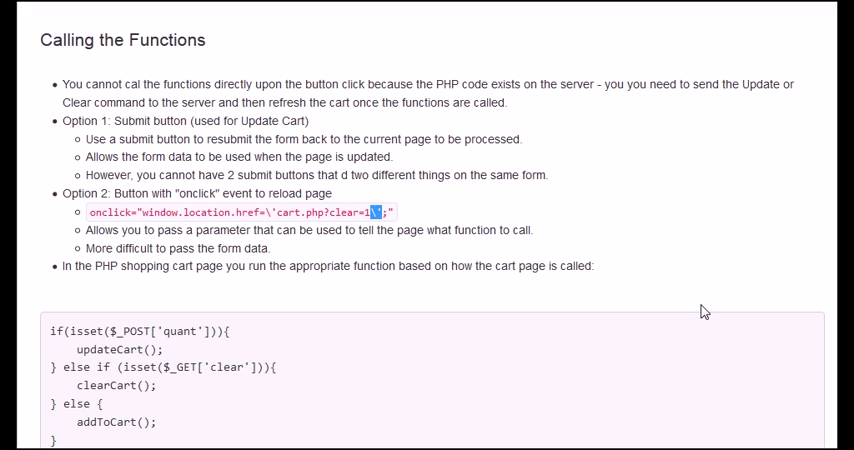 Calling the Functions
You cannot cal the functions directly upon the button click because the PHP code exists on the server - you you need to send the Update or
Clear command to the server and then refresh the cart once the functions are called.
Option 1: Submit button (used for Update Cart)
Use a submit button to resubmit the form back to the current page to be processed.
Allows the form data to be used when the page is updated.
However, you cannot have 2 submit buttons that d two different things on the same form.
Option 2: Button with "onclick" event to reload page
onclick="window.location.href=\'cart.php?clear=1\';"
Allows you to pass a parameter that can be used to tell the page what function to call.
More difficult to pass the form data.
In the PHP shopping cart page you run the appropriate function based on how the cart page is called:
if(isset($_POST['quant'])){
updateCart();
} else if (isset($_GET['clear'])){
clearCart();
} else {
addToCart();
}